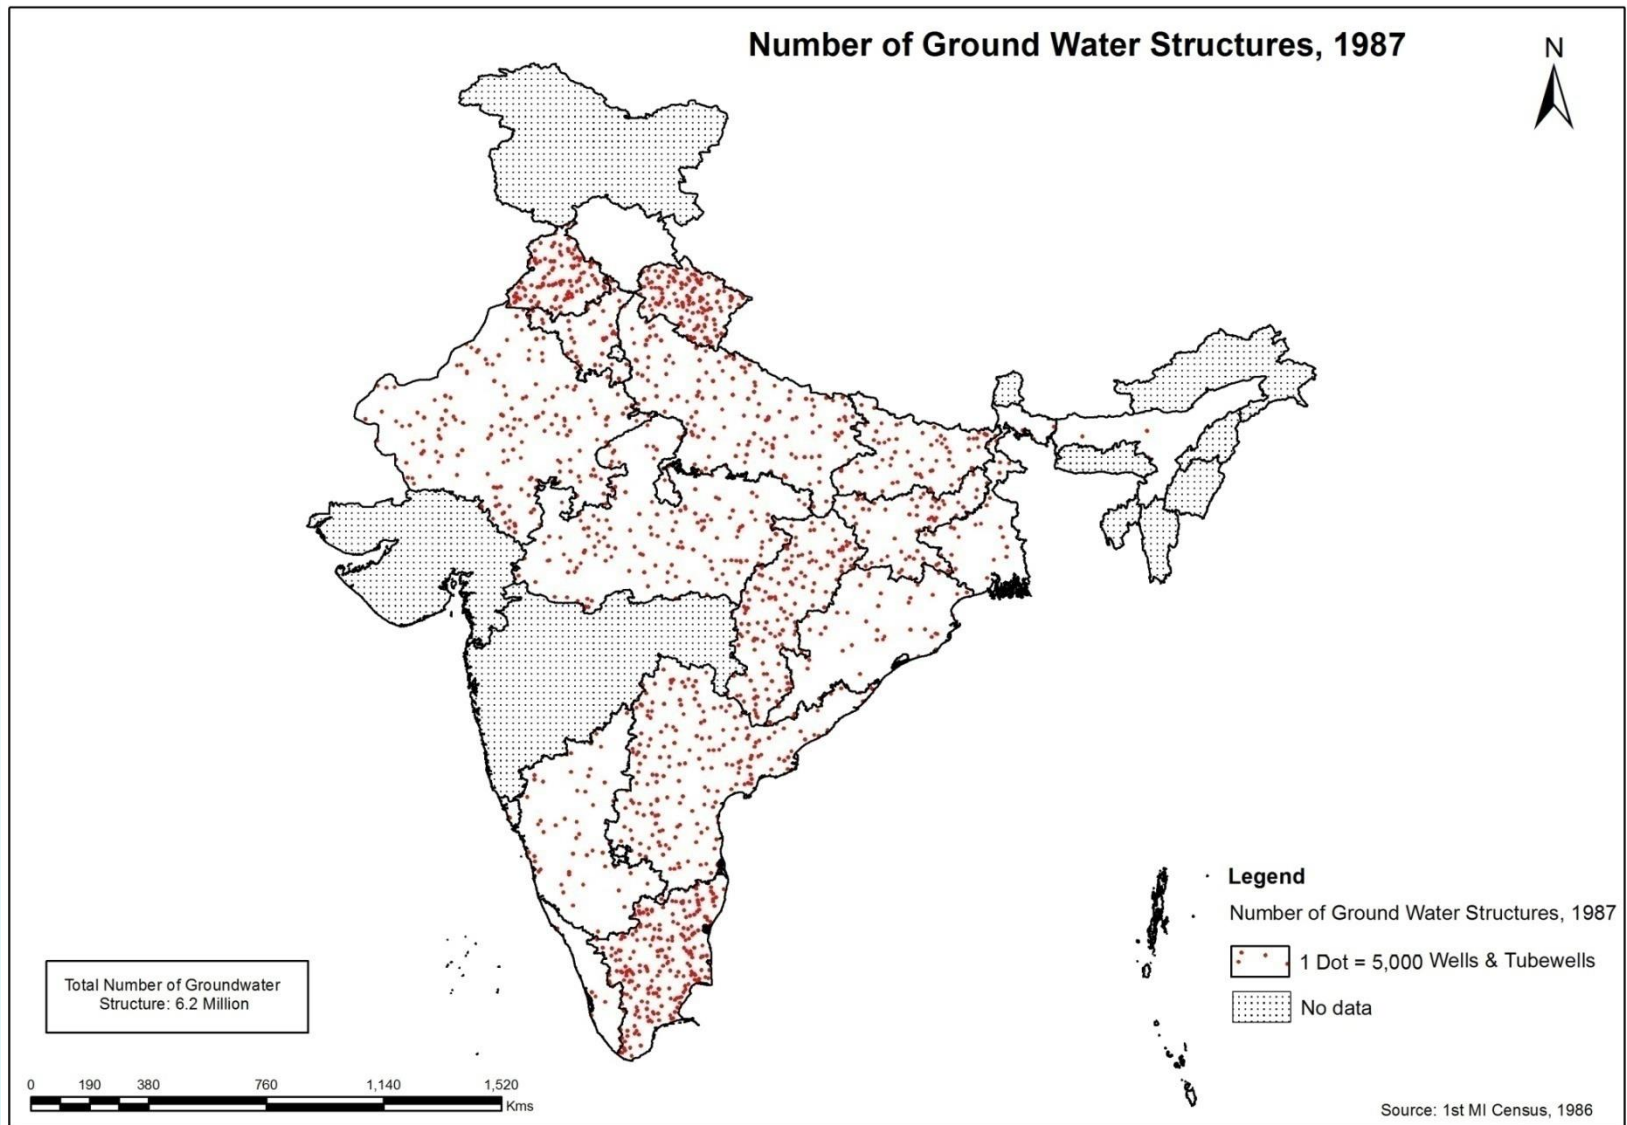 Number of Ground Water Structures, 1987
N
Legend
Number of Ground Water Structures, 1987
1 Dot = 5,000 Wells & Tubewells
No data
Total Number of Groundwater
Structure: 6.2 Million
0 190 380 760 1,140 1,520
Kms
Source: 1st MI Census, 1986